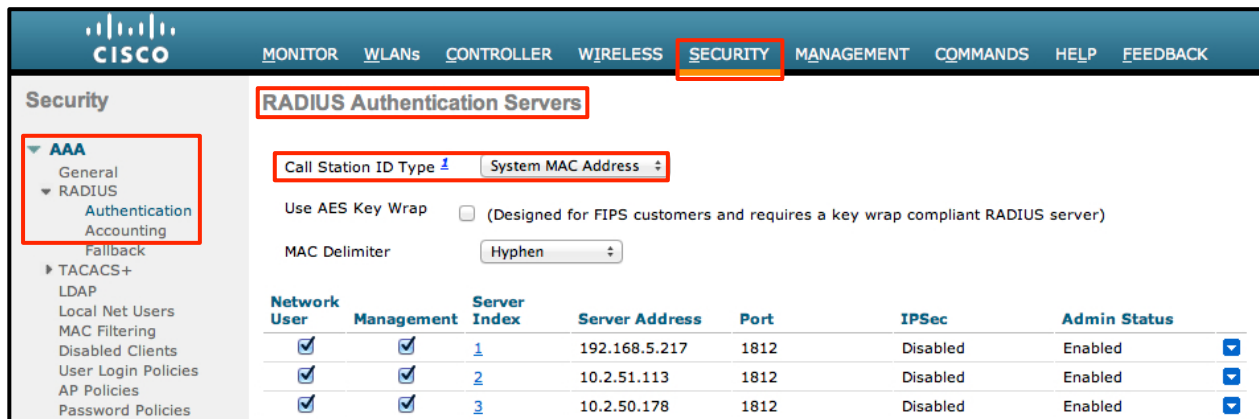 CISCO
MONITOR WLANs CONTROLLER WIRELESS SECURITY MANAGEMENT COMMANDS HELP FEEDBACK
Security
AAA
General
RADIUS
Authentication
Accounting
Fallback
TACACS+
LDAP
Local Net Users
MAC Filtering
Disabled Clients
User Login Policies
AP Policies
Password Policies
RADIUS Authentication Servers
Call Station ID Type 1 System MAC Address
Use AES Key Wrap (Designed for FIPS customers and requires a key wrap compliant RADIUS server)
MAC Delimiter Hyphen
Network User Management Server Index Server Address Port IPSec Admin Status
1 192.168.5.217 1812 Disabled Enabled
2 10.2.51.113 1812 Disabled Enabled
3 10.2.50.178 1812 Disabled Enabled